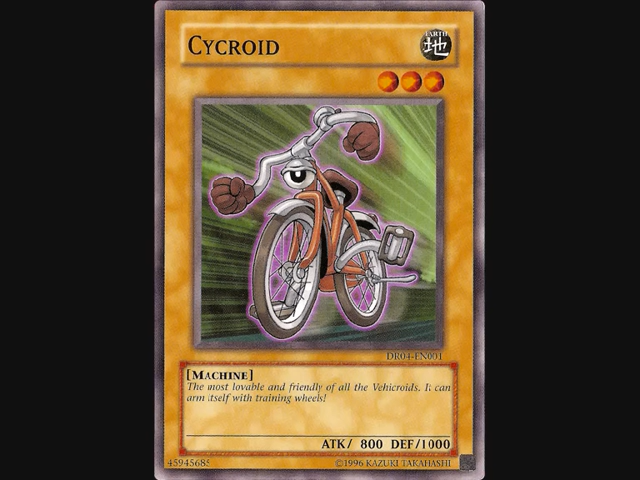 CYCROID
EARTH
地
DR04-EN001
[MACHINE]
The most lovable and friendly of all the Vehicroids. It can
arm itself with training wheels!
ATK/ 800 DEF/1000
45945685
©1996 KAZUKI TAKAHASHI